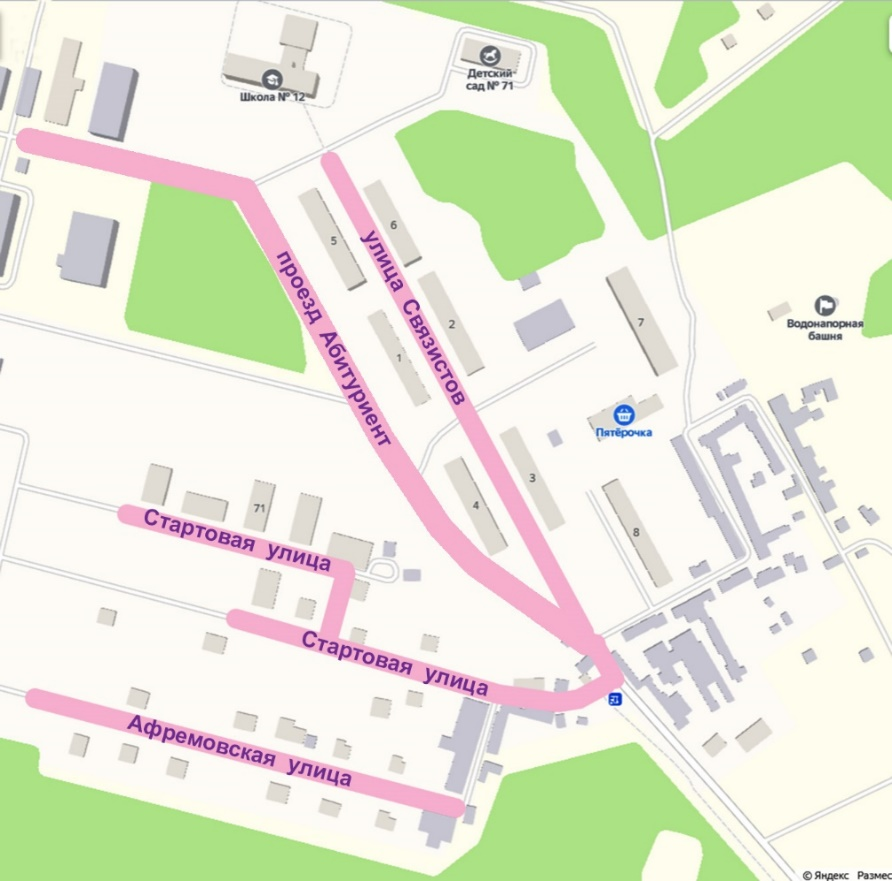 Школа № 12
Детский
сад № 71
6
5
улица Связистов
проезд Абитуриент
2
7
1
Водонапорная
башня
Пятёрочка
3
4
71
8
Стартовая улица
Стартовая улица
Афремовская улица
© Яндекс Размес